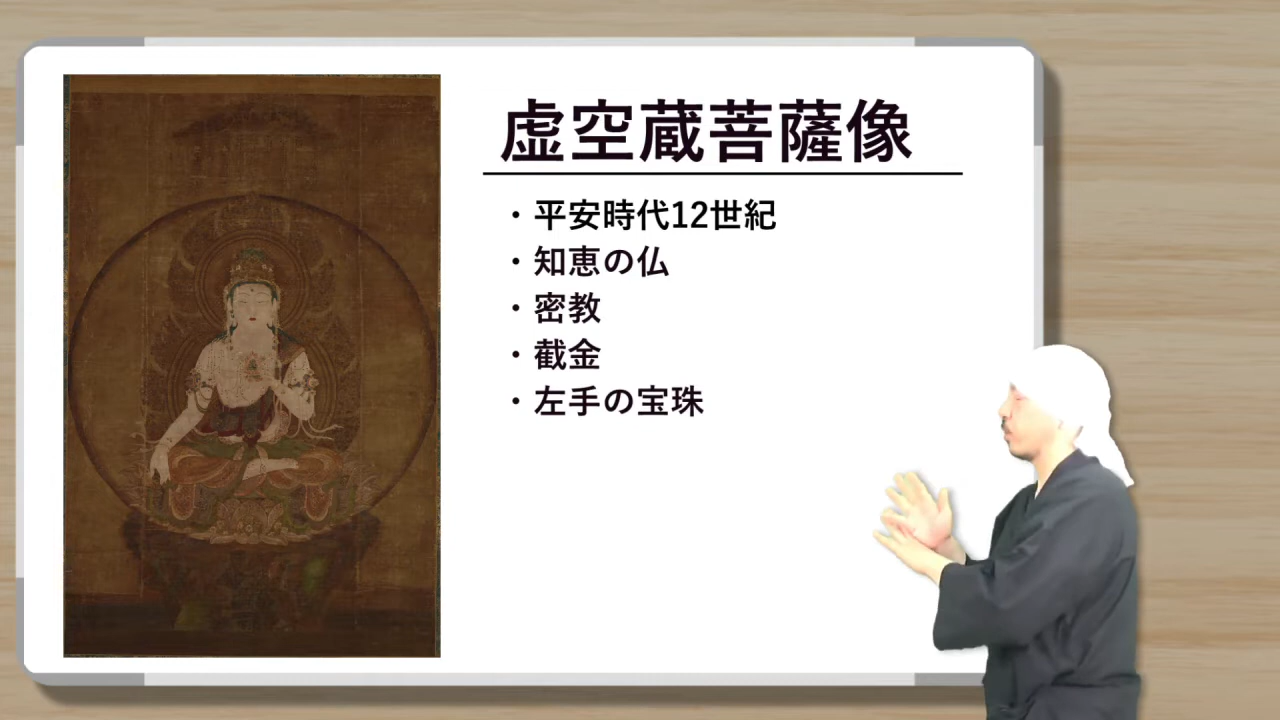 虚空蔵菩薩像
・平安時代12世紀
・知恵の仏
・密教
・截金
・左手の宝珠